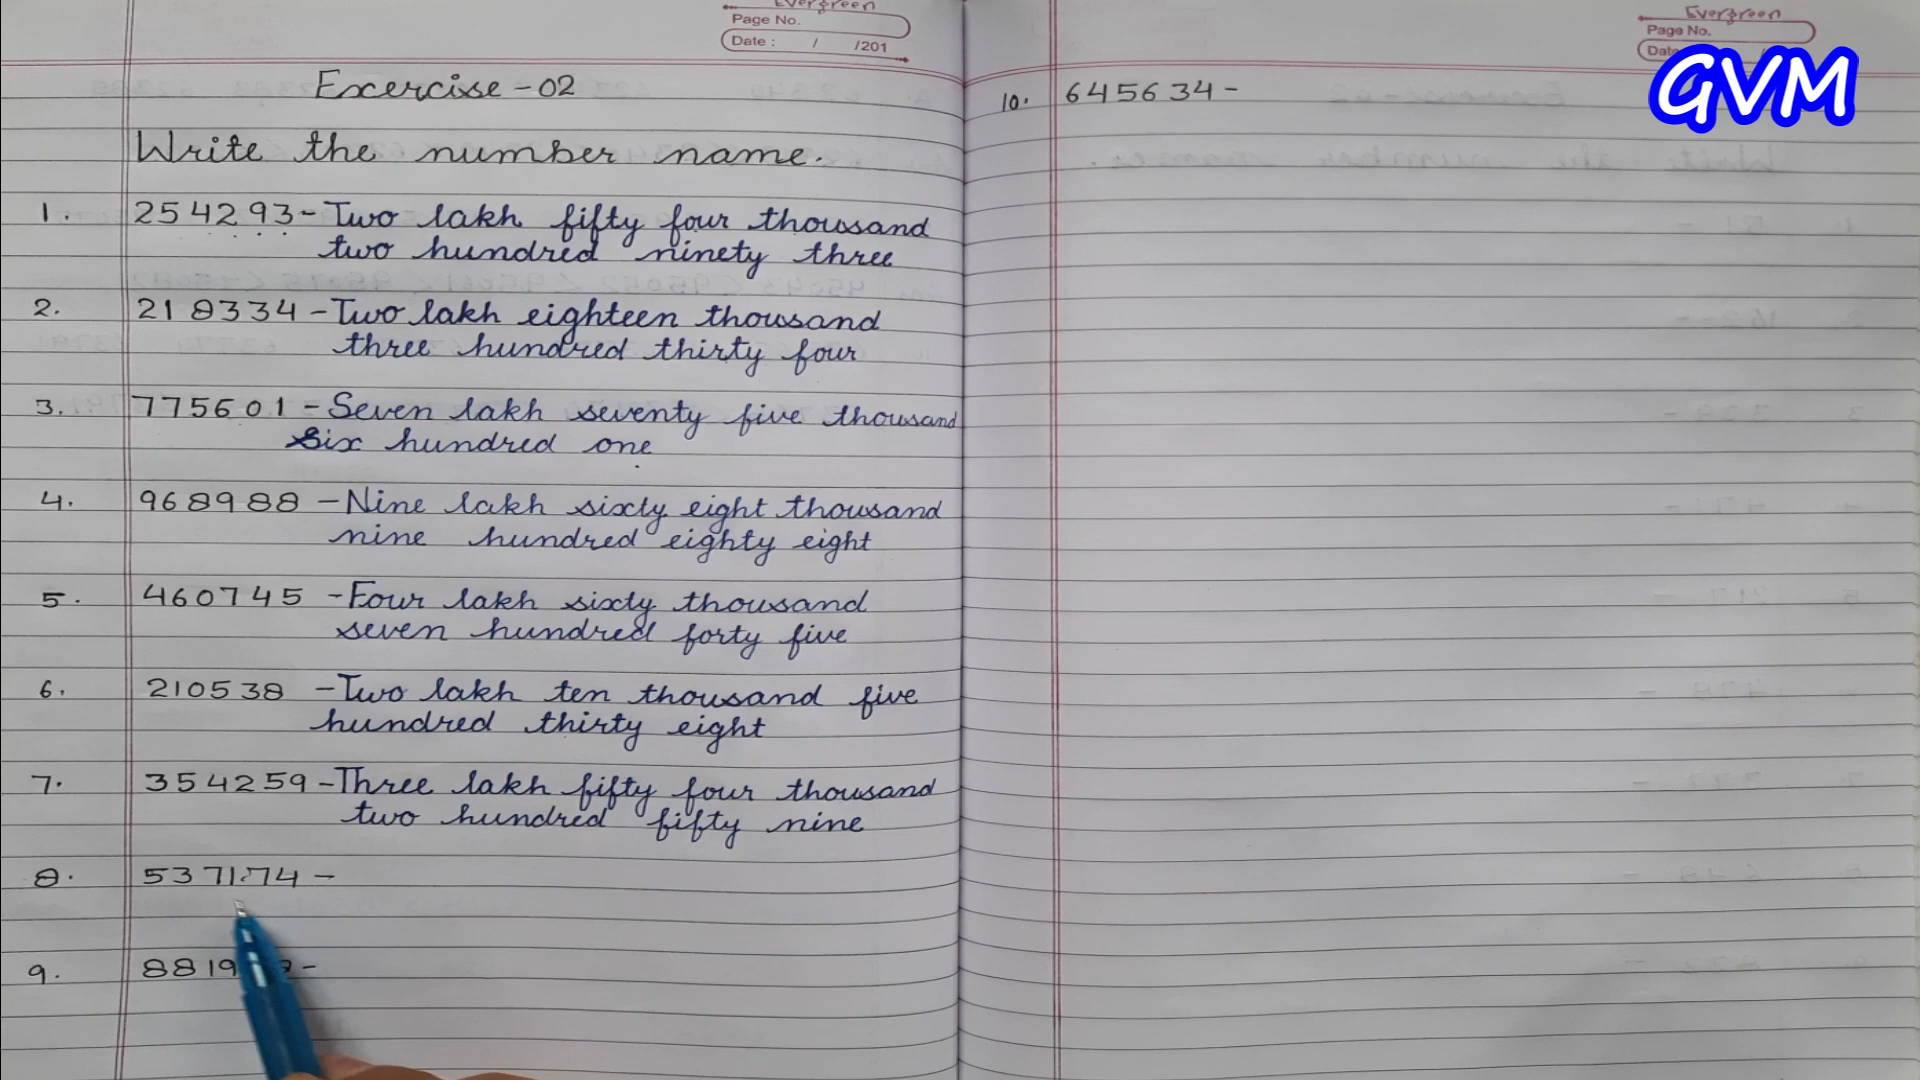 Evergreen
Page No.
Date : / /201
Exercise - 02
Write the number name.
1. 254293 - Two lakh fifty four thousand
two hundred ninety three
2. 218334 - Two lakh eighteen thousand
three hundred thirty four
3. 775601 - Seven lakh seventy five thousand
six hundred one
4. 968988 - Nine lakh sixty eight thousand
nine hundred eighty eight
5. 460745 - Four lakh sixty thousand
seven hundred forty five
6. 210538 - Two lakh ten thousand five
hundred thirty eight
7. 354259 - Three lakh fifty four thousand
two hundred fifty nine
8. 537174 -
9.
Evergreen
Page No.
GVM
10. 645634 -